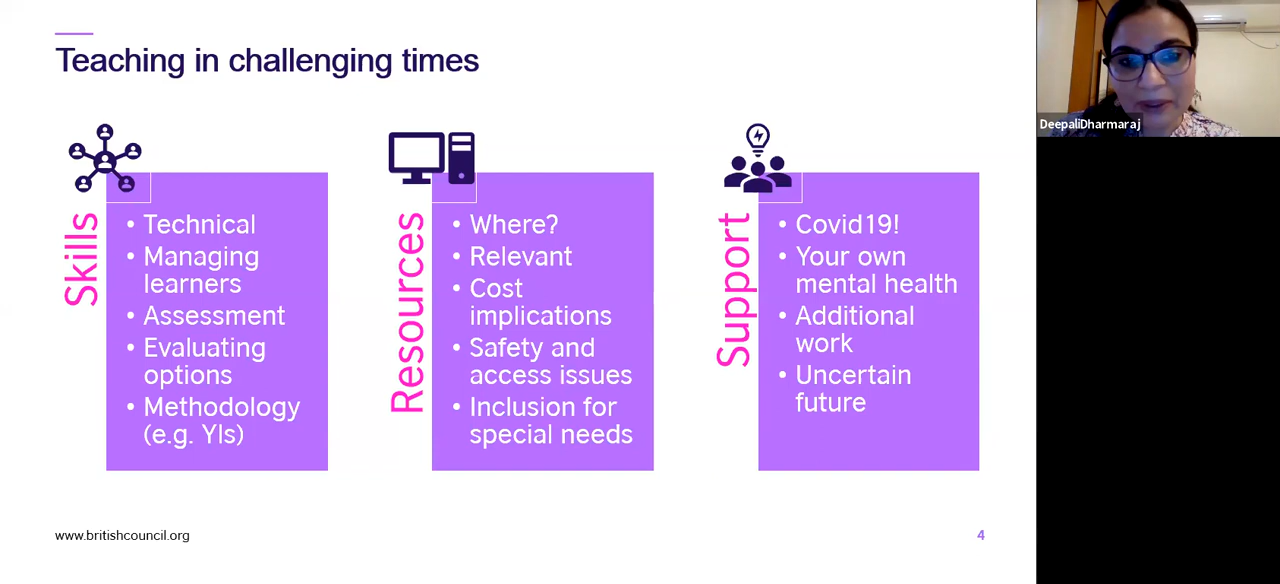 Teaching in challenging times
DeepaliDharmaraj
Skills
• Technical
• Managing
learners
• Assessment
• Evaluating
options
• Methodology
(e.g. Yls)
Resources
• Where?
• Relevant
• Cost
implications
• Safety and
access issues
• Inclusion for
special needs
Support
• Covid19!
• Your own
mental health
• Additional
work
• Uncertain
future
www.britishcouncil.org
4